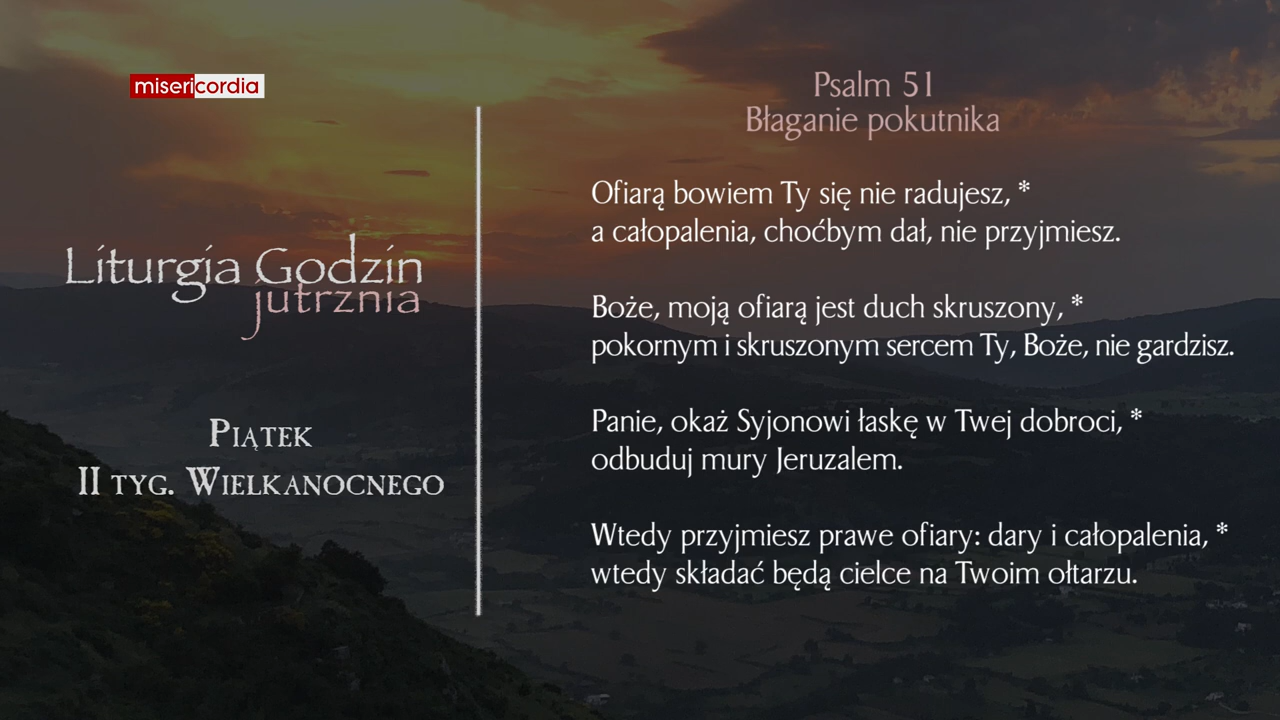 misericordia
Liturgia Godzin
jutrznia
Piątek
II tyg. Wielkanocnego
Psalm 51
Błaganie pokutnika
Ofiarą bowiem Ty się nie radujesz, *
a całopalenia, choćbym dał, nie przyjmiesz.
Boże, moją ofiarą jest duch skruszony, *
pokornym i skruszonym sercem Ty, Boże, nie gardzisz.
Panie, okaż Syjonowi łaskę w Twej dobroci, *
odbuduj mury Jeruzalem.
Wtedy przyjmiesz prawe ofiary: dary i całopalenia, *
wtedy składać będą cielce na Twoim ołtarzu.